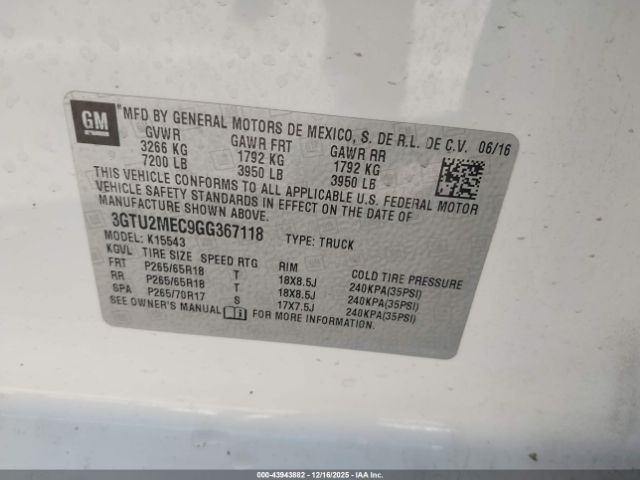 GM
MFD BY GENERAL MOTORS DE MEXICO, S. DE R.L. DE C.V. 06/16
GVWR GAWR FRT GAWR RR
3266 KG 1792 KG 1792 KG
7200 LB 3950 LB 3950 LB
THIS VEHICLE CONFORMS TO ALL APPLICABLE U.S. FEDERAL MOTOR
VEHICLE SAFETY STANDARDS IN EFFECT ON THE DATE OF
MANUFACTURE SHOWN ABOVE.
3GTU2MEC9GG367118 TYPE: TRUCK
MODEL: K15543
KGVL TIRE SIZE SPEED RTG RIM COLD TIRE PRESSURE
FRT P265/65R18 T 18X8.5J 240KPA(35PSI)
RR P265/65R18 T 18X8.5J 240KPA(35PSI)
SPA P265/70R17 S 17X7.5J 240KPA(35PSI)
SEE OWNER'S MANUAL FOR MORE INFORMATION.
000-43943882 - 12/16/2025 - IAAI.COM